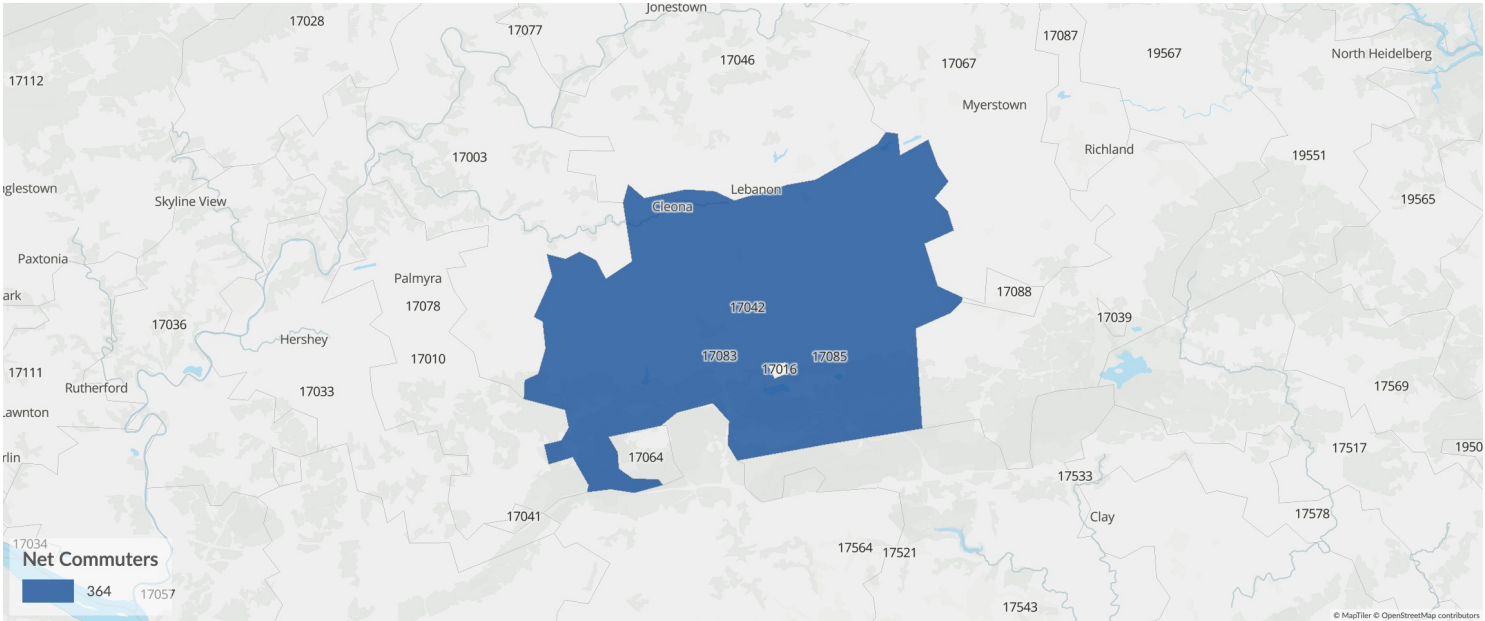 Jonestown
17028
17077
17087
17046
17067
19567
North Heidelberg
17112
Myerstown
17003
Richland
19551
glestown
Skyline View
Lebanon
Cleona
19565
Paxtonia
Palmyra
17088
ark
17078
17042
17039
17036
Hershey
17083
17085
17010
17016
17111
Rutherford
17033
17569
Lawnton
rlin
17064
17517
1950
17533
17041
Clay
17578
17034
Net Commuters
17564
17521
364
17057
17543
© MapTiler © OpenStreetMap contributors